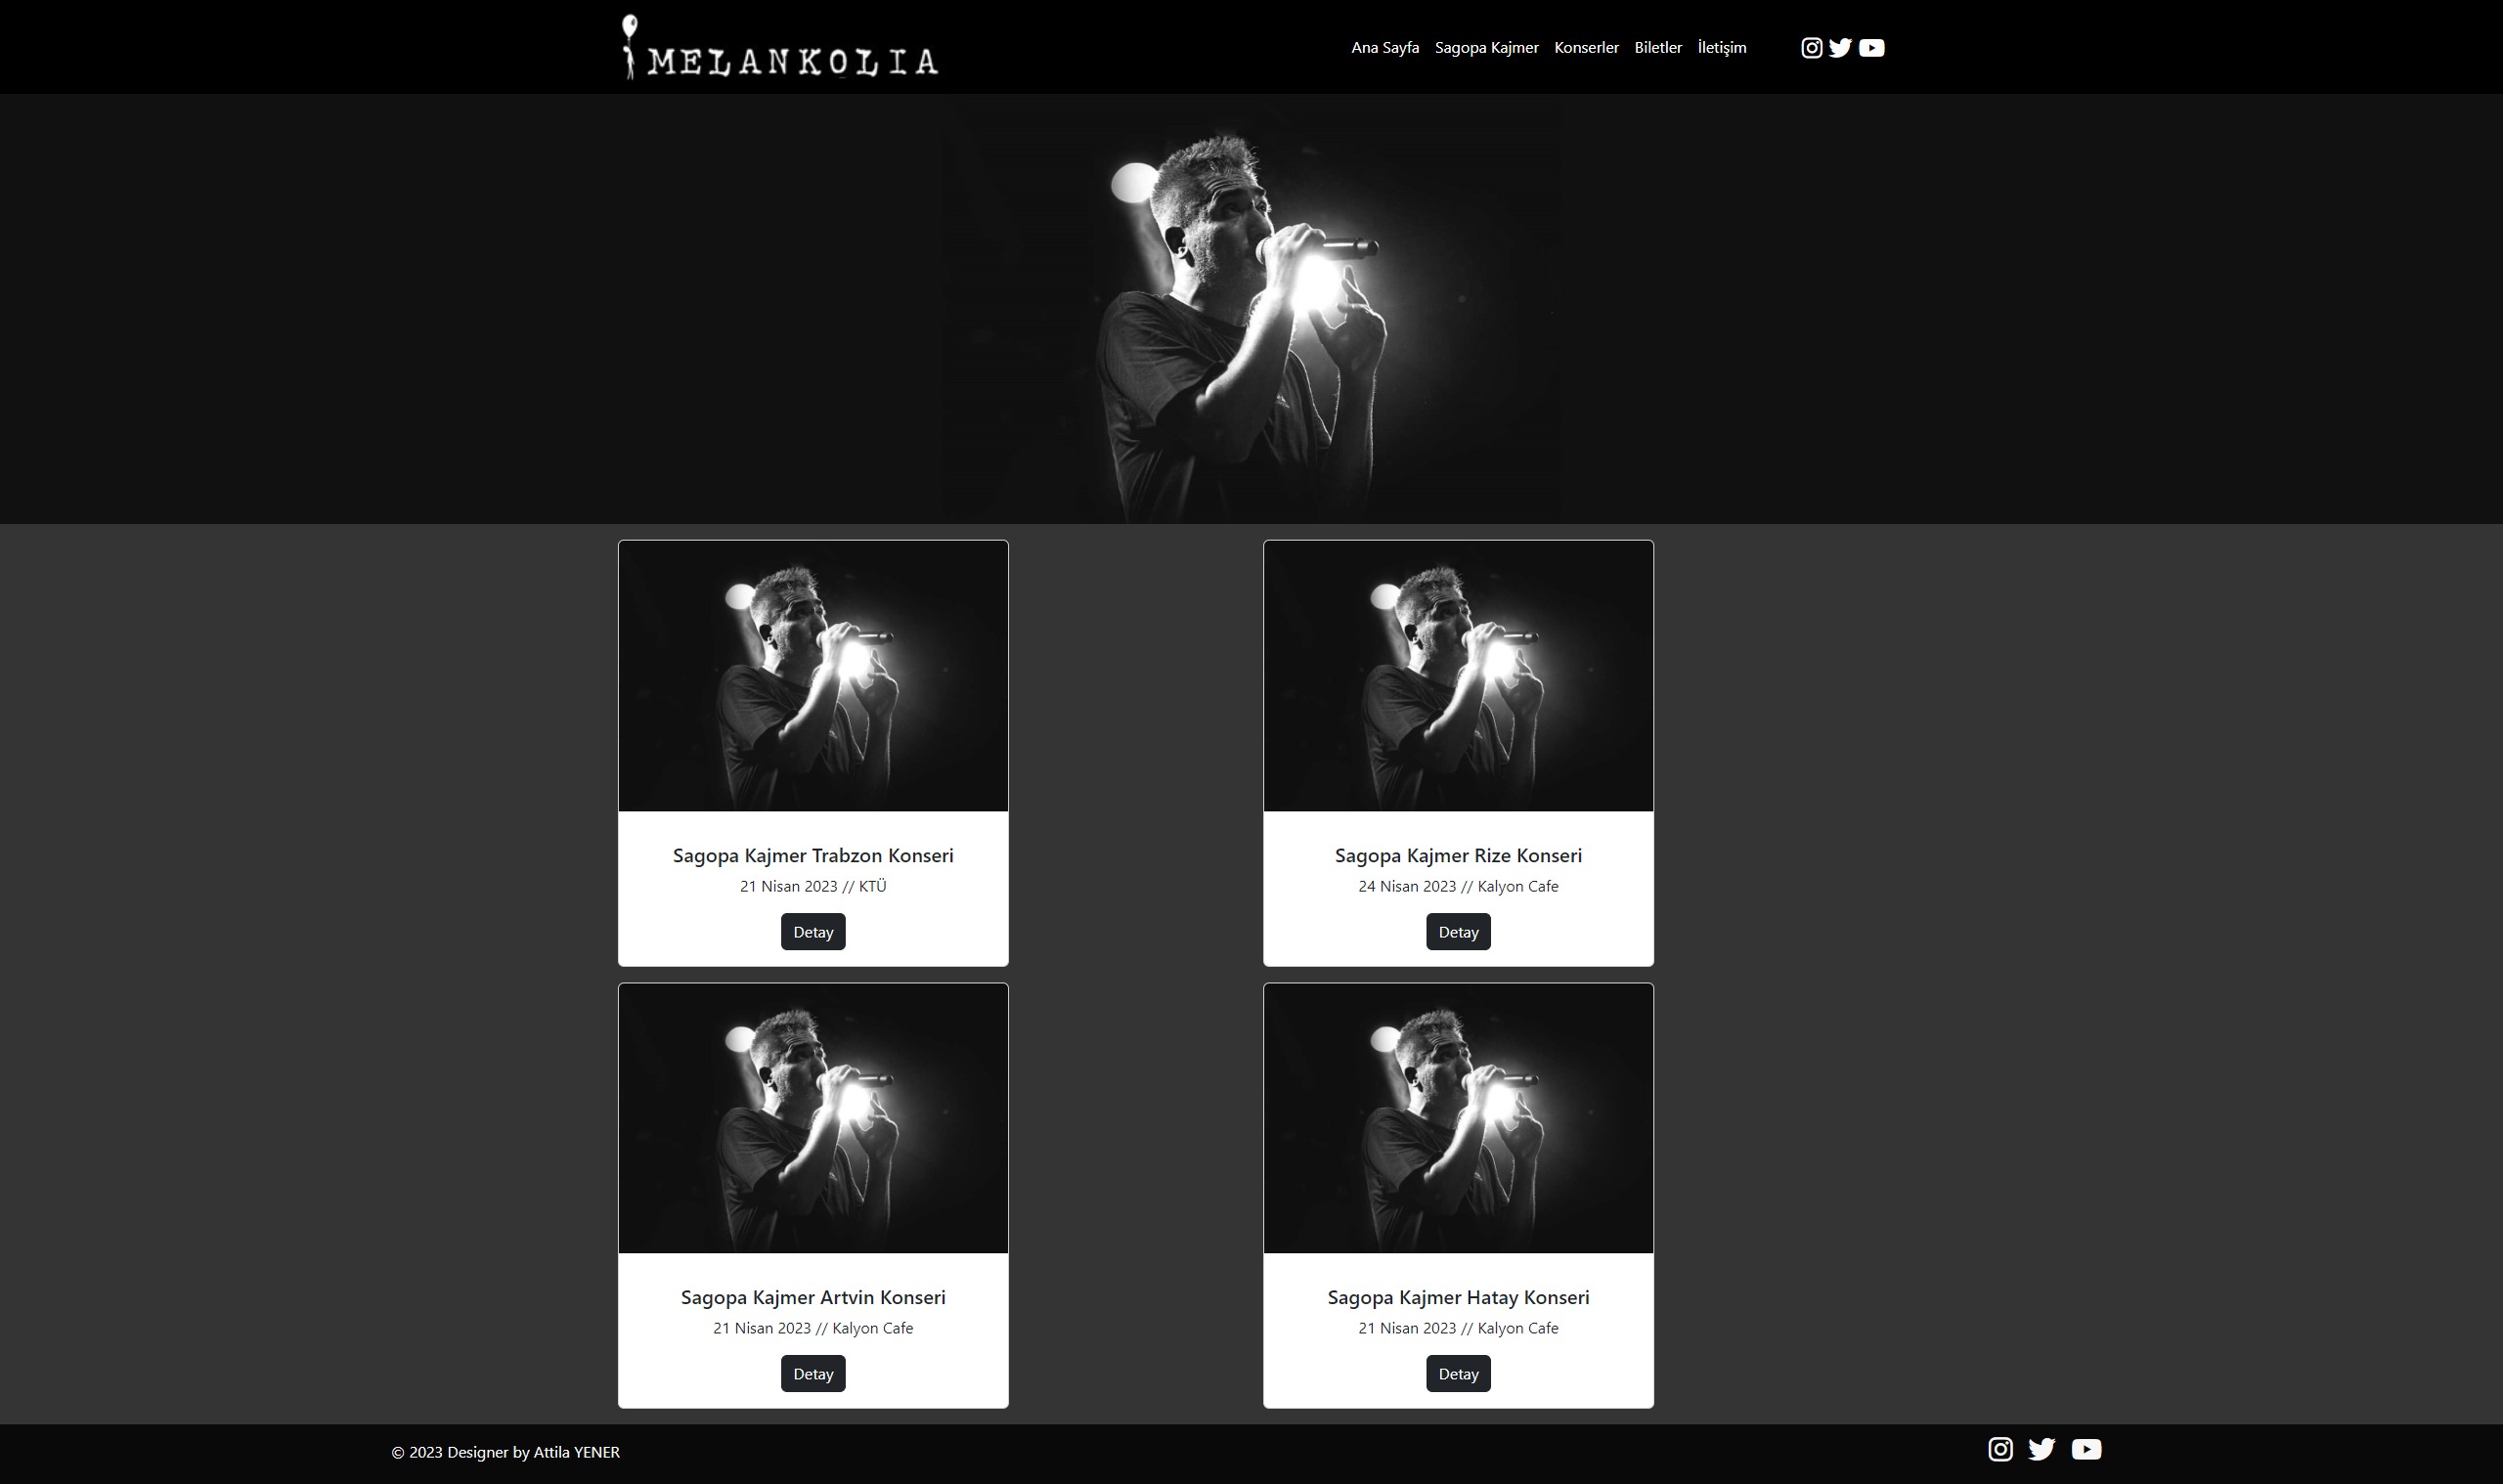 MELANKOLIA
Ana Sayfa Sagopa Kajmer Konserler Biletler İletişim
Sagopa Kajmer Trabzon Konseri
21 Nisan 2023 // KTÜ
Detay
Sagopa Kajmer Rize Konseri
24 Nisan 2023 // Kalyon Cafe
Detay
Sagopa Kajmer Artvin Konseri
21 Nisan 2023 // Kalyon Cafe
Detay
Sagopa Kajmer Hatay Konseri
21 Nisan 2023 // Kalyon Cafe
Detay
© 2023 Designer by Attila YENER